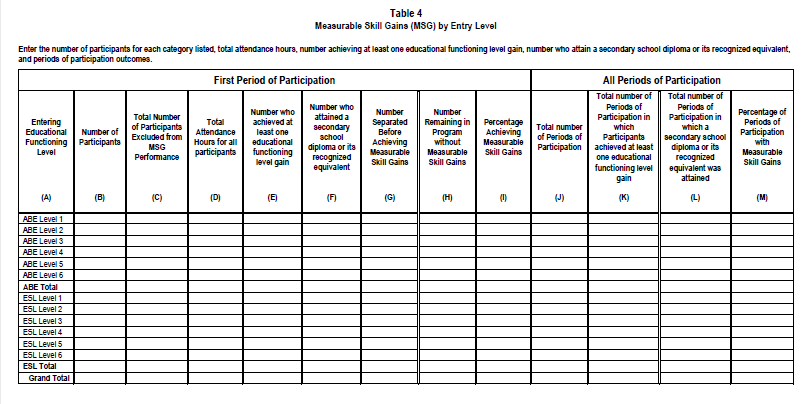 Table 4
Measurable Skill Gains (MSG) by Entry Level
Enter the number of participants for each category listed, total attendance hours, number achieving at least one educational functioning level gain, number who attain a secondary school diploma or its recognized equivalent,
and periods of participation outcomes.
First Period of Participation
All Periods of Participation
Entering
Educational
Functioning
Level
(A)
Number of
Participants
(B)
Total Number
of Participants
Excluded from
MSG
Performance
(C)
Total
Attendance
Hours for all
participants
(D)
Number who
achieved at
least one
educational
functioning
level gain
(E)
Number who
attained a
secondary
school
diploma or its
recognized
equivalent
(F)
Number
Separated
Before
Achieving
Measurable
Skill Gains
(G)
Number
Remaining in
Program
without
Measurable
Skill Gains
(H)
Percentage
Achieving
Measurable
Skill Gains
(I)
Total number
of Periods of
Participation
(J)
Total number of
Periods of
Participation in
which
Participants
achieved at least
one educational
functioning level
gain
(K)
Total number of
Periods of
Participation in
which a
secondary school
diploma or its
recognized
equivalent was
attained
(L)
Percentage of
Periods of
Participation
with
Measurable
Skill Gains
(M)
ABE Level 1
ABE Level 2
ABE Level 3
ABE Level 4
ABE Level 5
ABE Level 6
ABE Total
ESL Level 1
ESL Level 2
ESL Level 3
ESL Level 4
ESL Level 5
ESL Level 6
ESL Total
Grand Total